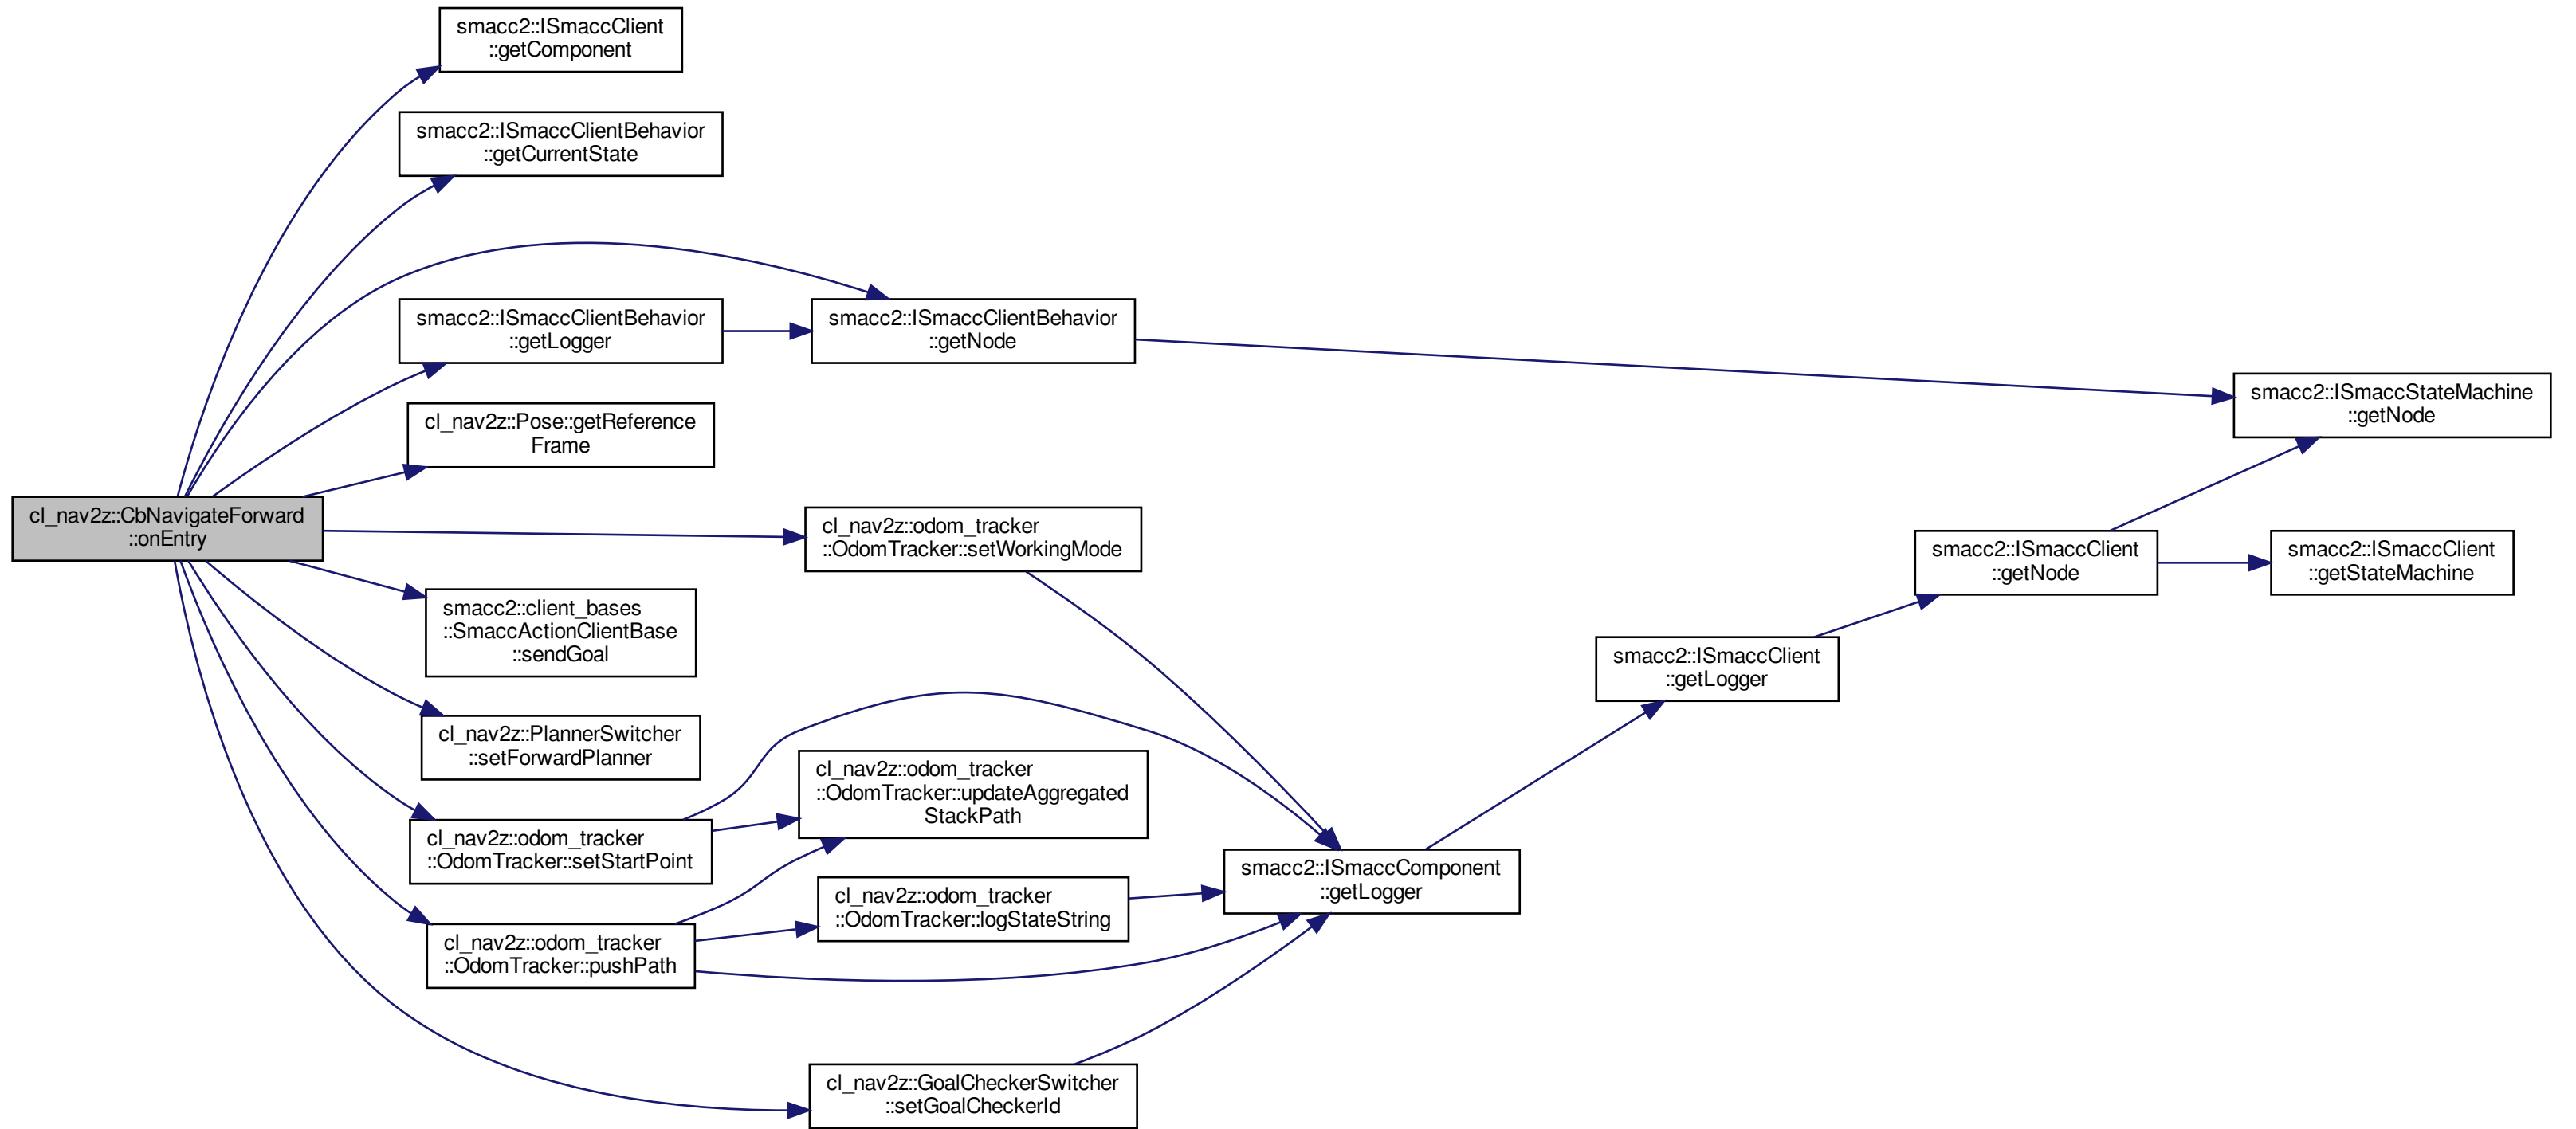 smacc2::ISmaccClient
::getComponent
smacc2::ISmaccClientBehavior
::getCurrentState
smacc2::ISmaccClientBehavior
::getLogger
smacc2::ISmaccClientBehavior
::getNode
smacc2::ISmaccStateMachine
::getNode
cl_nav2z::Pose::getReference
Frame
cl_nav2z::CbNavigateForward
::onEntry
cl_nav2z::odom_tracker
::OdomTracker::setWorkingMode
smacc2::ISmaccClient
::getNode
smacc2::ISmaccClient
::getStateMachine
smacc2::client_bases
::SmaccActionClientBase
::sendGoal
smacc2::ISmaccClient
::getLogger
cl_nav2z::PlannerSwitcher
::setForwardPlanner
cl_nav2z::odom_tracker
::OdomTracker::updateAggregated
StackPath
cl_nav2z::odom_tracker
::OdomTracker::setStartPoint
smacc2::ISmaccComponent
::getLogger
cl_nav2z::odom_tracker
::OdomTracker::logStateString
cl_nav2z::odom_tracker
::OdomTracker::pushPath
cl_nav2z::GoalCheckerSwitcher
::setGoalCheckerId